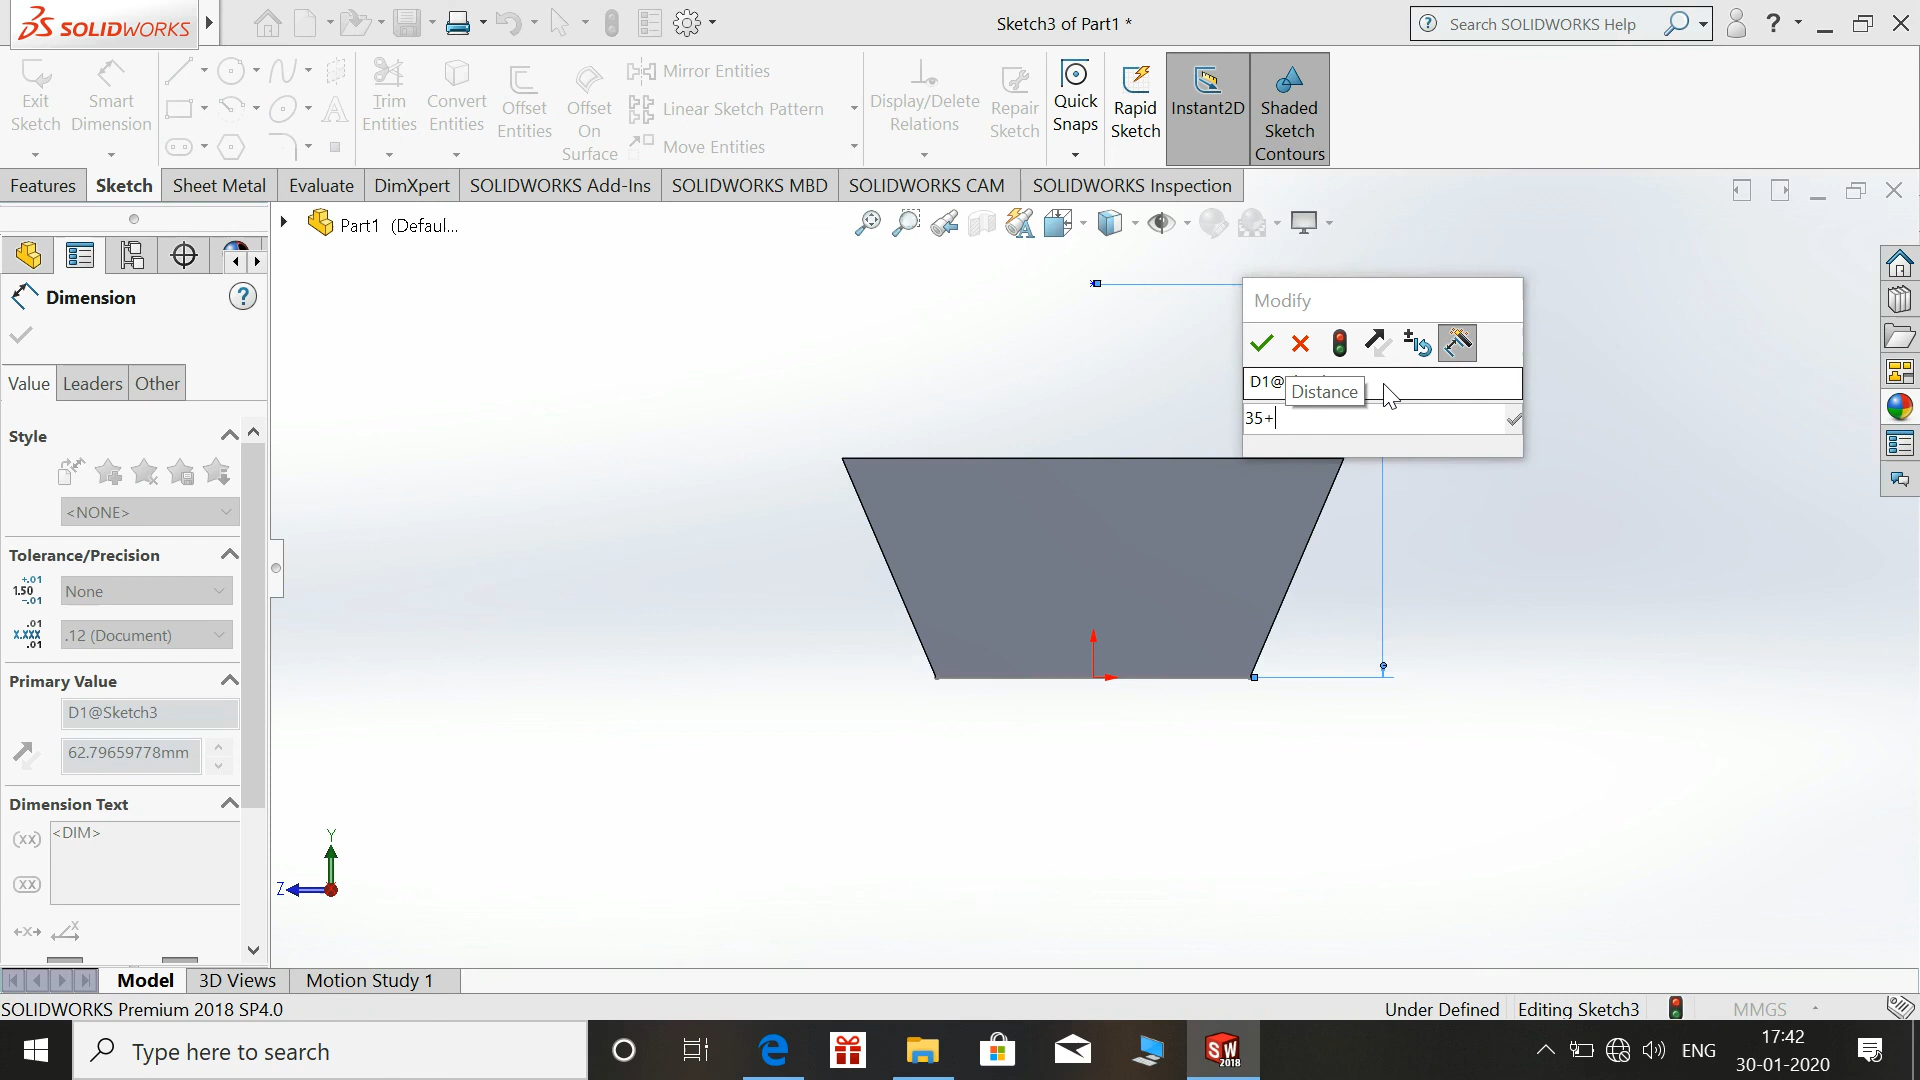 SOLIDWORKS
Sketch3 of Part1 *
Search SOLIDWORKS Help
?
Exit Sketch
Smart Dimension
Trim Entities
Convert Entities
Offset Entities
Offset On Surface
Mirror Entities
Linear Sketch Pattern
Move Entities
Display/Delete Relations
Repair Sketch
Quick Snaps
Rapid Sketch
Instant2D
Shaded Sketch Contours
Features
Sketch
Sheet Metal
Evaluate
DimXpert
SOLIDWORKS Add-Ins
SOLIDWORKS MBD
SOLIDWORKS CAM
SOLIDWORKS Inspection
Part1 (Defaul...
Dimension
?
Value
Leaders
Other
Style
<NONE>
Tolerance/Precision
None
.12 (Document)
Primary Value
D1@Sketch3
62.79659778mm
Dimension Text
<DIM>
Modify
D1@
Distance
35+
Y
Z
Model
3D Views
Motion Study 1
SOLIDWORKS Premium 2018 SP4.0
Under Defined
Editing Sketch3
MMGS
Type here to search
SW
2018
ENG
17:42
30-01-2020